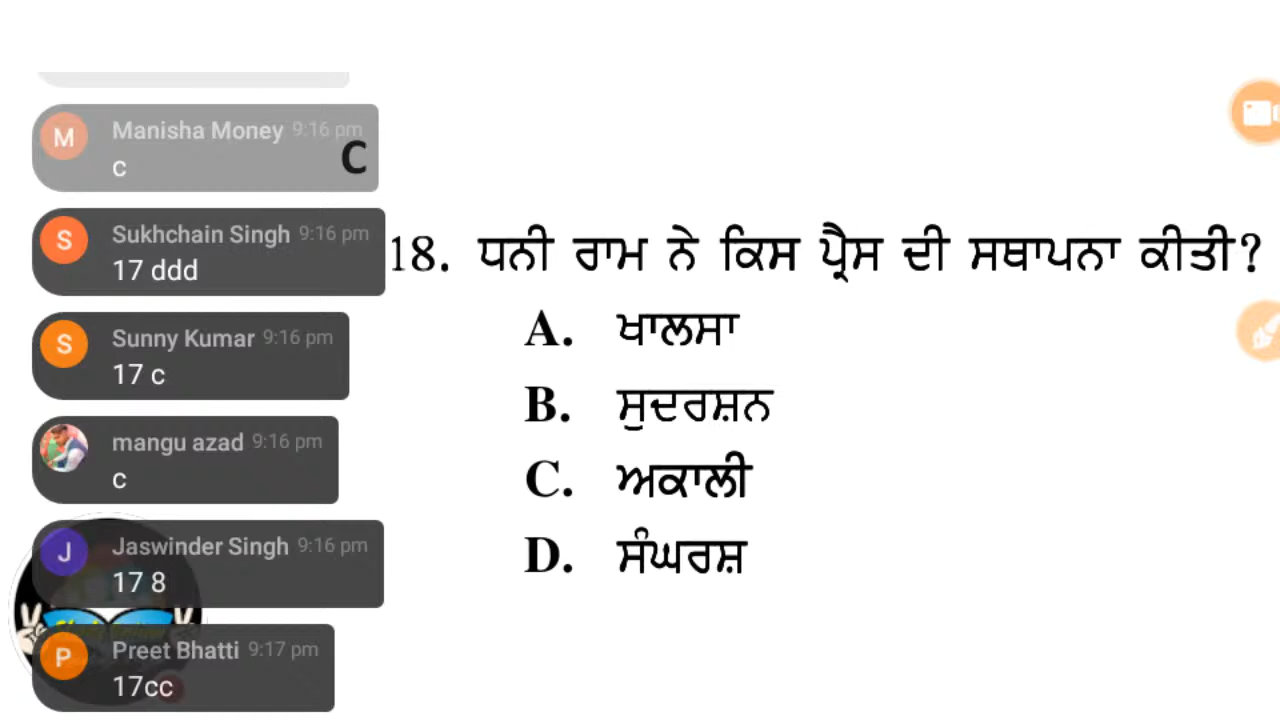 Manisha Money 9:16 pm
c
C
Sukhchain Singh 9:16 pm
17 ddd
Sunny Kumar 9:16 pm
17 c
mangu azad 9:16 pm
c
Jaswinder Singh 9:16 pm
17 8
Preet Bhatti 9:17 pm
17cc
18. ਧਨੀ ਰਾਮ ਨੇ ਕਿਸ ਪ੍ਰੈਸ ਦੀ ਸਥਾਪਨਾ ਕੀਤੀ?
A. ਖਾਲਸਾ
B. ਸੁਦਰਸ਼ਨ
C. ਅਕਾਲੀ
D. ਸੰਘਰਸ਼